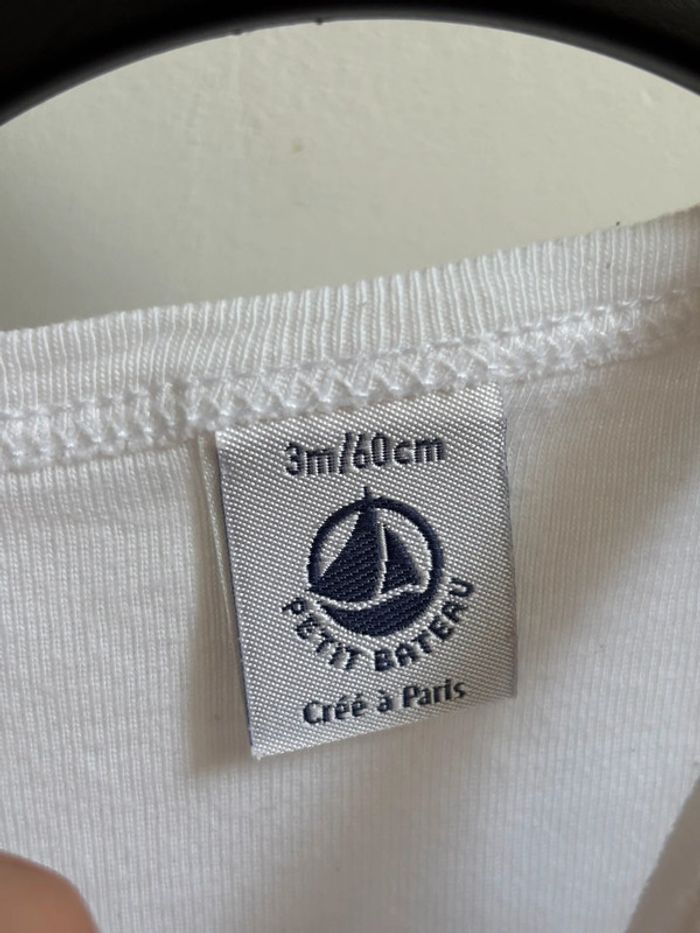 3m/60cm
PETIT BATEAU
Créé à Paris